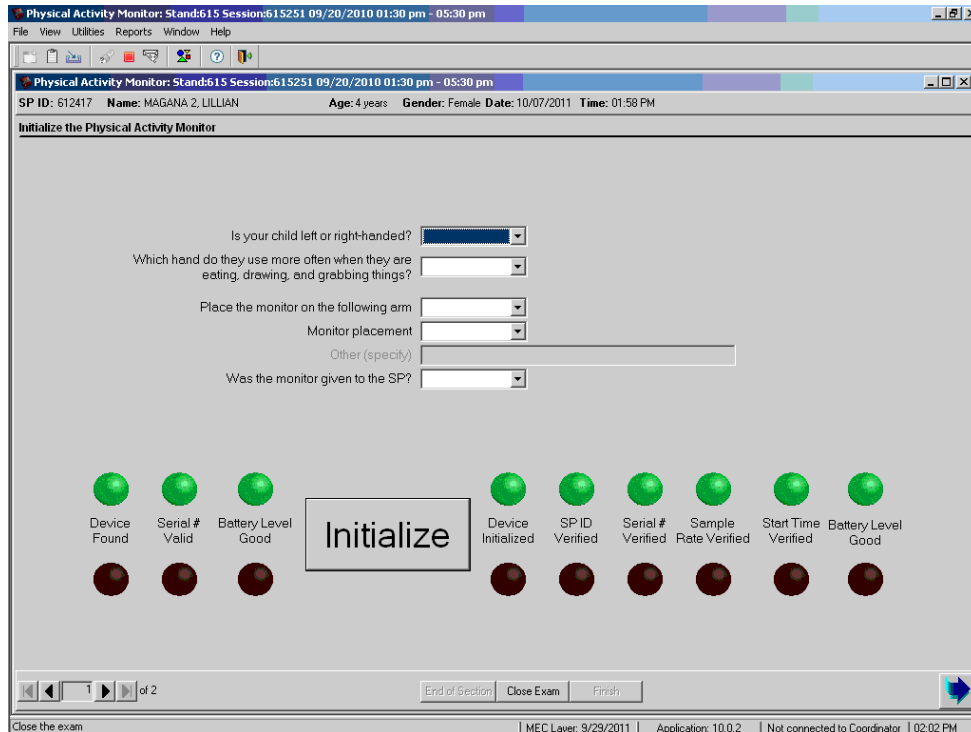 Physical Activity Monitor: Stand:615 Session:615251 09/20/2010 01:30 pm - 05:30 pm
File View Utilities Reports Window Help
Physical Activity Monitor: Stand:615 Session:615251 09/20/2010 01:30 pm - 05:30 pm
SP ID: 612417 Name: MAGANA 2, LILLIAN Age: 4 years Gender: Female Date: 10/07/2011 Time: 01:58 PM
Initialize the Physical Activity Monitor
Is your child left or right-handed?
Which hand do they use more often when they are
eating, drawing, and grabbing things?
Place the monitor on the following arm
Monitor placement
Other (specify)
Was the monitor given to the SP?
Device Found
Serial # Valid
Battery Level Good
Initialize
Device Initialized
SP ID Verified
Serial # Verified
Sample Rate Verified
Start Time Verified
Battery Level Good
1 of 2
End of Section Close Exam Finish
Close the exam MEC Layer: 9/29/2011 Application: 10.0.2 Not connected to Coordinator 02:02 PM